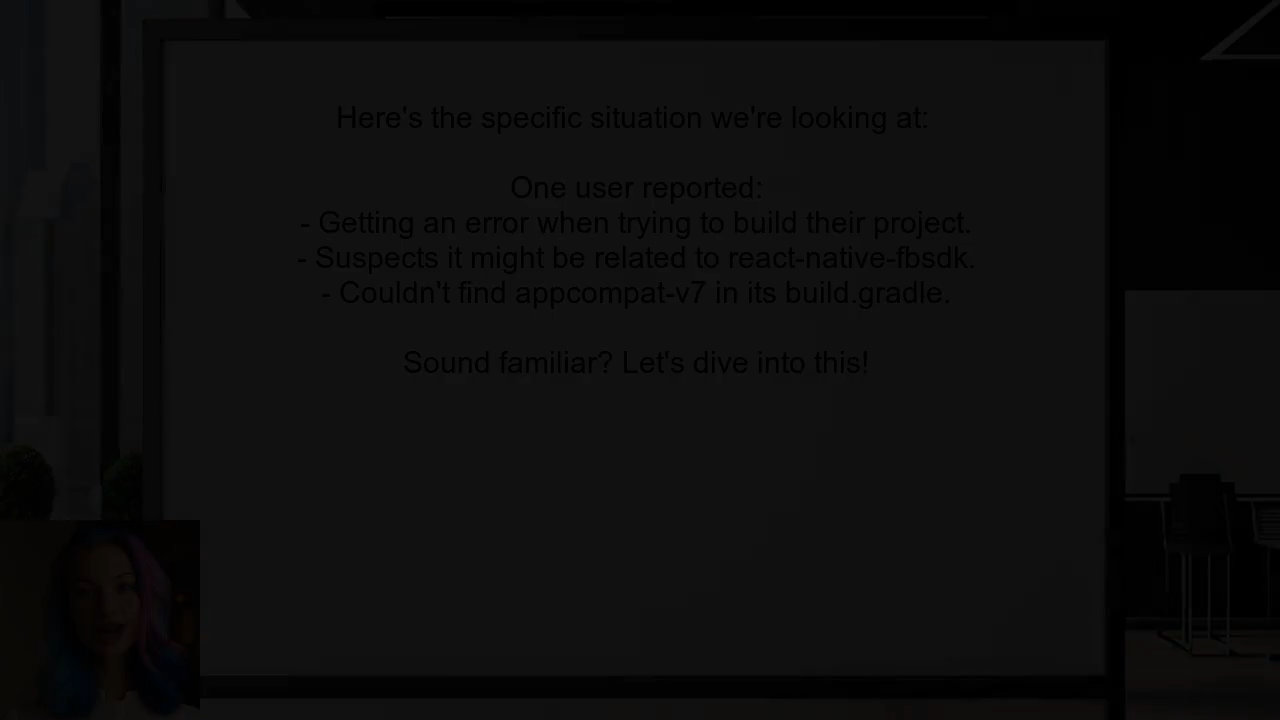 Here's the specific situation we're looking at:
One user reported:
- Getting an error when trying to build their project.
- Suspects it might be related to react-native-fbsdk.
- Couldn't find appcompat-v7 in its build.gradle.
Sound familiar? Let's dive into this!